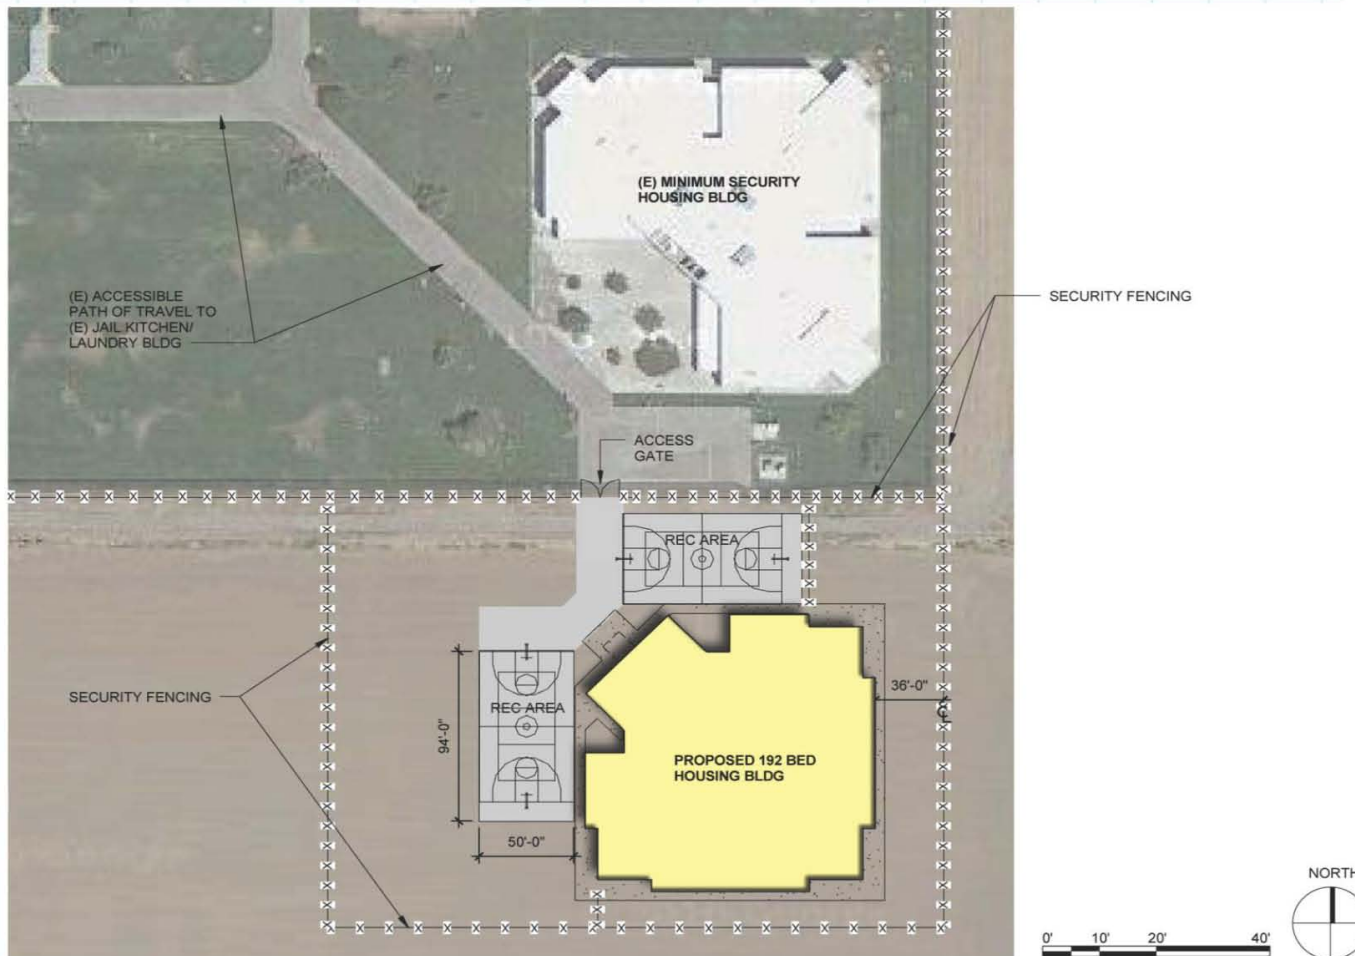 (E) MINIMUM SECURITY
HOUSING BLDG
(E) ACCESSIBLE
PATH OF TRAVEL TO
(E) JAIL KITCHEN/
LAUNDRY BLDG
SECURITY FENCING
ACCESS
GATE
REC AREA
SECURITY FENCING
REC AREA
94'-0"
50'-0"
36'-0"
PROPOSED 192 BED
HOUSING BLDG
NORTH
0' 10' 20' 40'